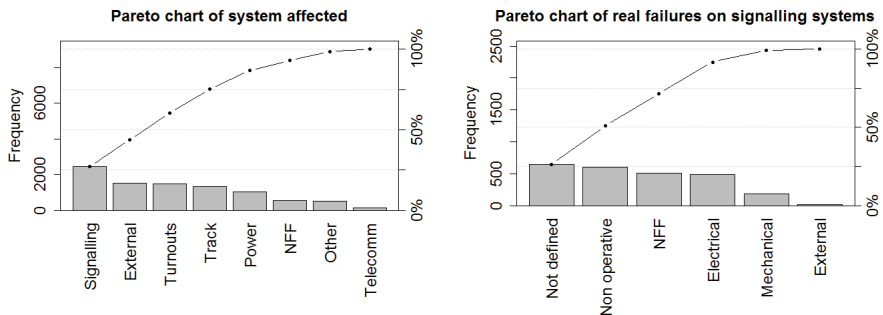 Pareto chart of system affected
Frequency
0
2000
6000
0%
50%
100%
Signalling
External
Turnouts
Track
Power
NFF
Other
Telecomm
Pareto chart of real failures on signalling systems
Frequency
0
500
1500
2500
0%
50%
100%
Not defined
Non operative
NFF
Electrical
Mechanical
External